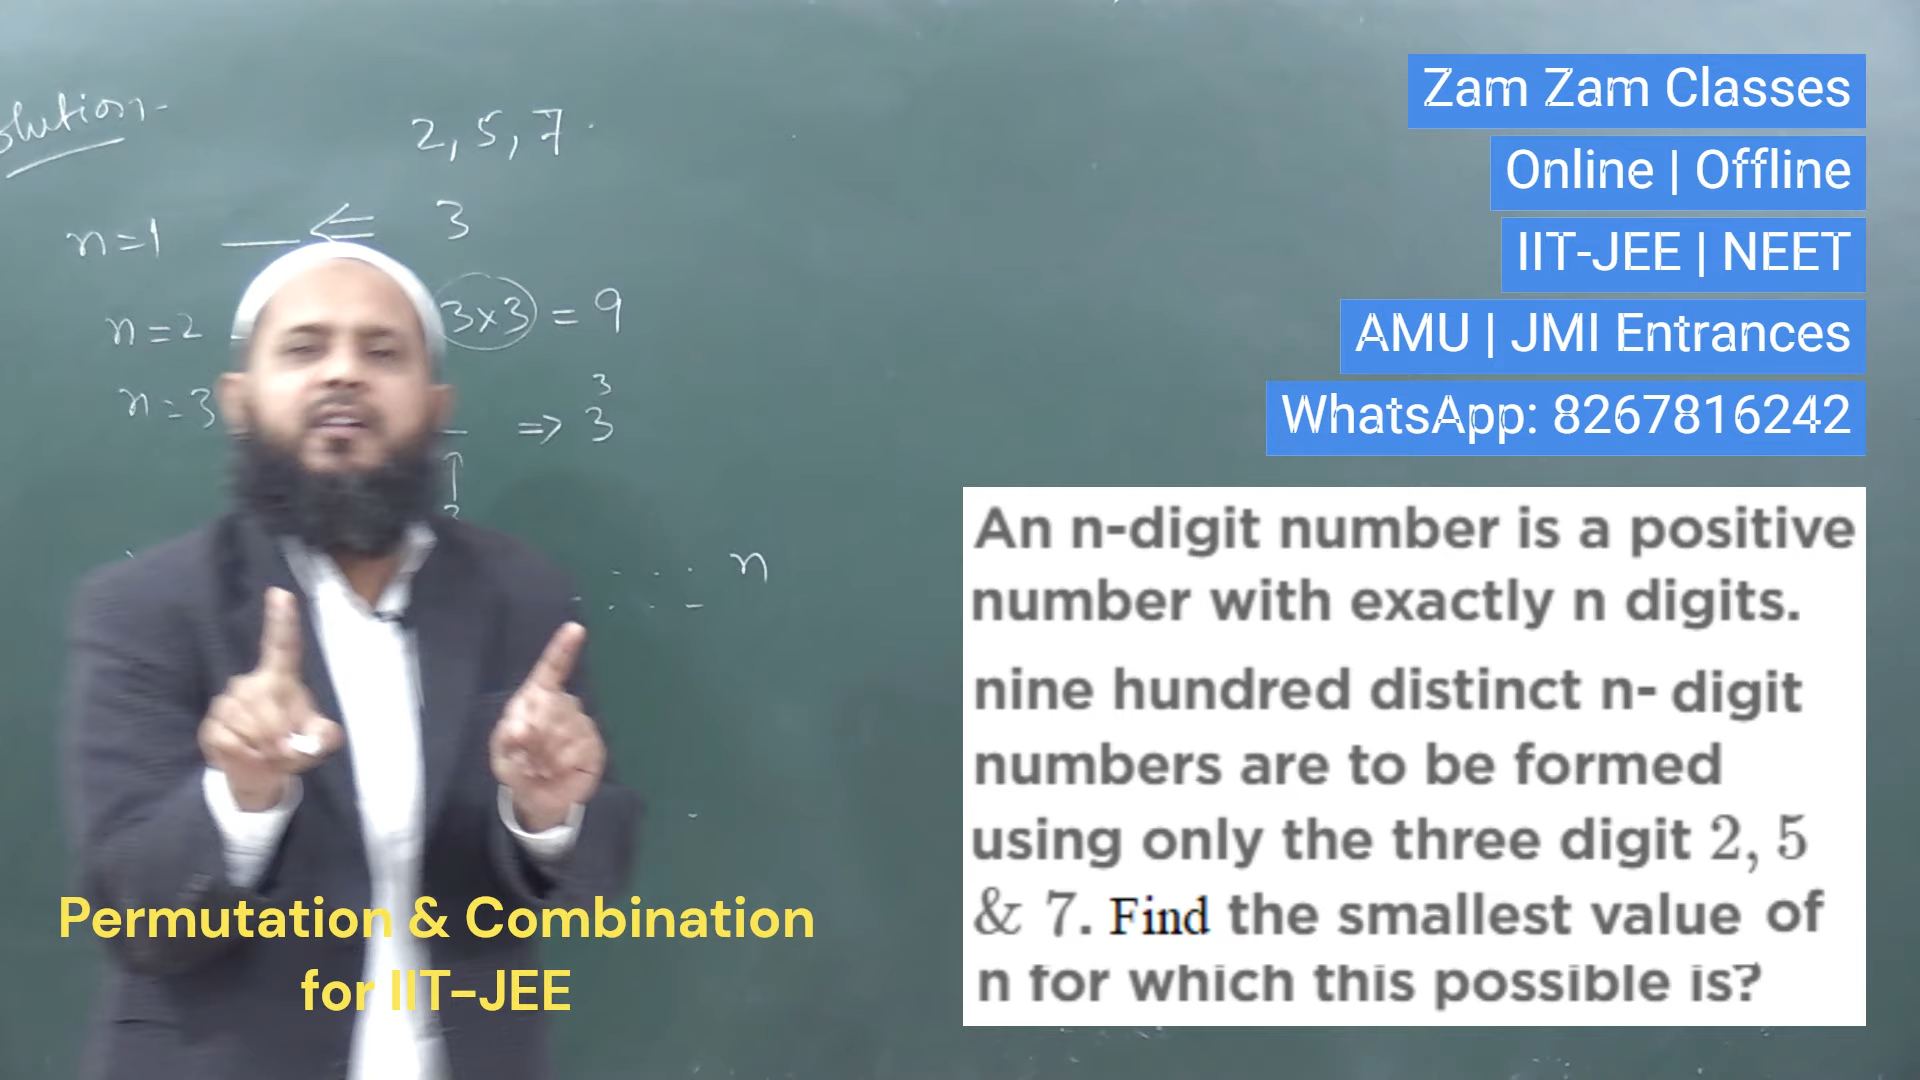 olution-
2, 5, 7.
n=1 ⇐ 3
n=2 3×3 = 9
n=3 ⇒ 3³
n
Zam Zam Classes
Online | Offline
IIT-JEE | NEET
AMU | JMI Entrances
WhatsApp: 8267816242
An n-digit number is a positive
number with exactly n digits.
nine hundred distinct n- digit
numbers are to be formed
using only the three digit 2, 5
& 7. Find the smallest value of
n for which this possible is?
Permutation & Combination
for IIT-JEE